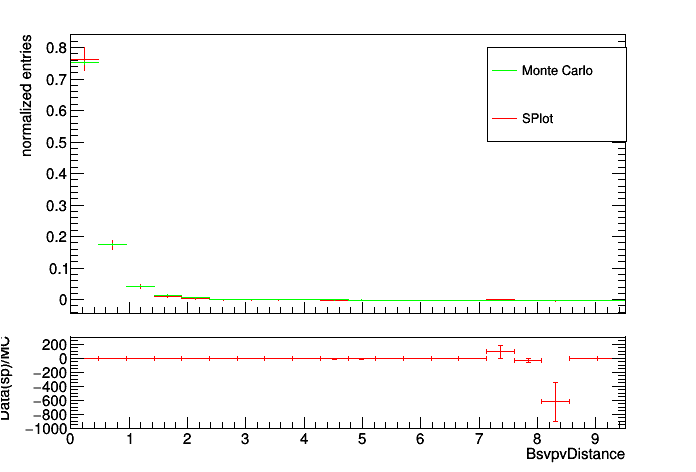 normalized entries
0.8
0.7
0.6
0.5
0.4
0.3
0.2
0.1
0
Monte Carlo
SPlot
Data(sp)/MC
200
0
−200
−400
−600
−800
−1000
0 1 2 3 4 5 6 7 8 9
BsvpvDistance